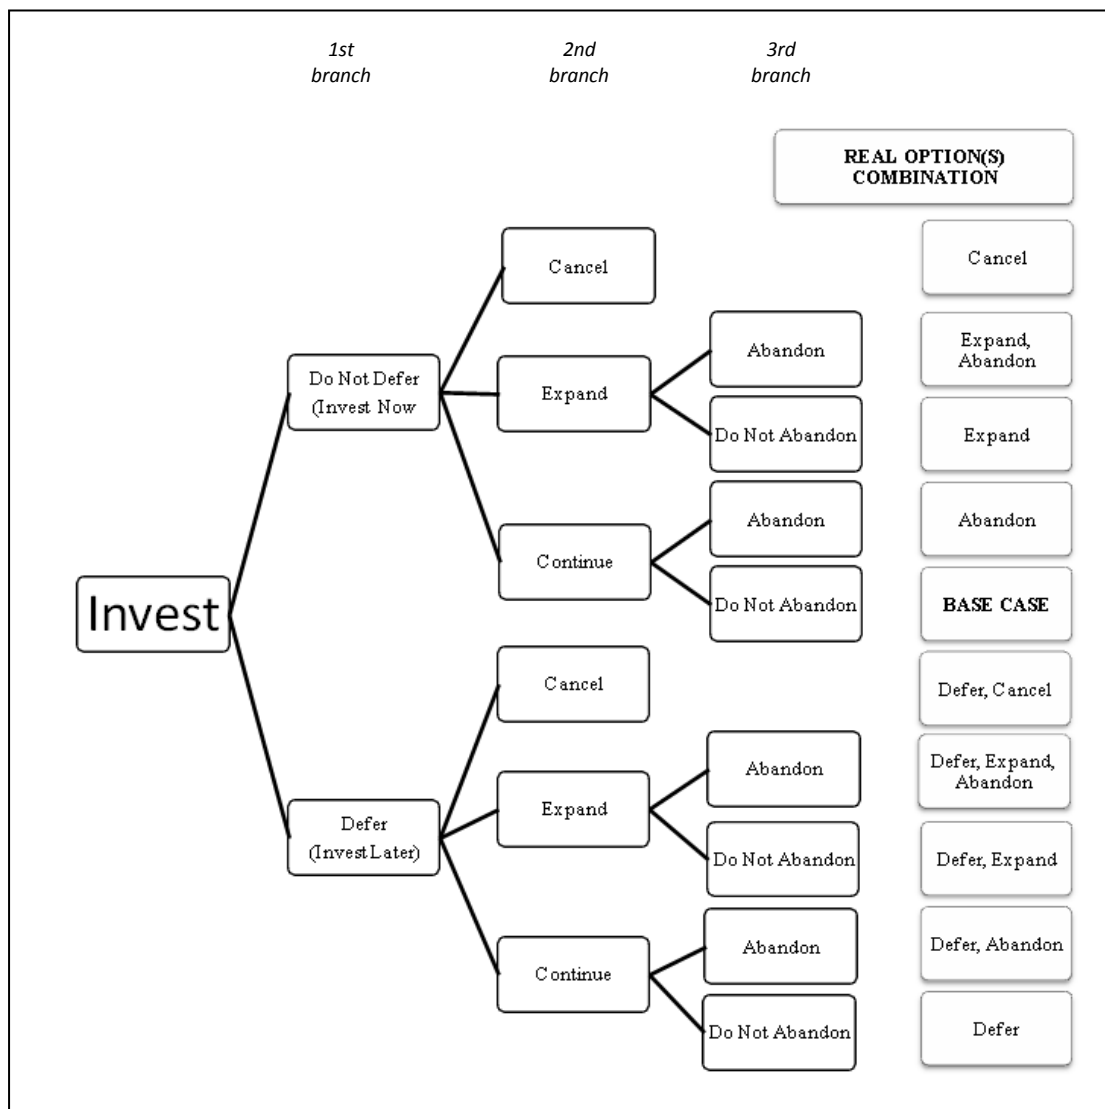 1st
branch
2nd
branch
3rd
branch
REAL OPTION(S)
COMBINATION
Cancel
Cancel
Abandon
Expand,
Abandon
Do Not Defer
(Invest Now
Expand
Do Not Abandon
Expand
Abandon
Abandon
Continue
Do Not Abandon
BASE CASE
Invest
Cancel
Defer, Cancel
Abandon
Defer, Expand,
Abandon
Defer
(InvestLater)
Expand
Do Not Abandon
Defer, Expand
Abandon
Defer, Abandon
Continue
Do Not Abandon
Defer